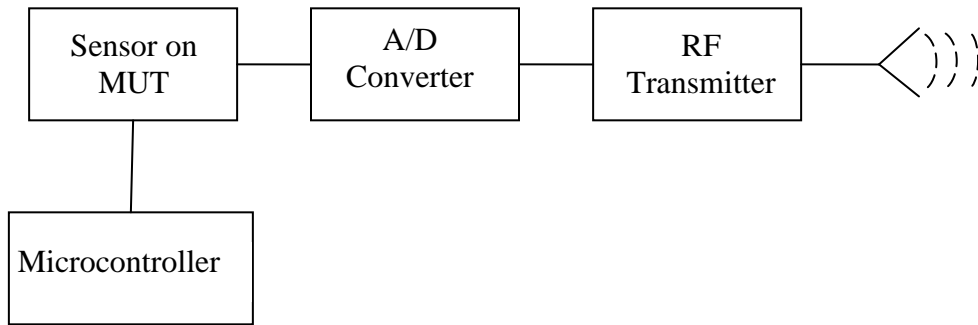 Sensor on
MUT
A/D
Converter
RF
Transmitter
Microcontroller